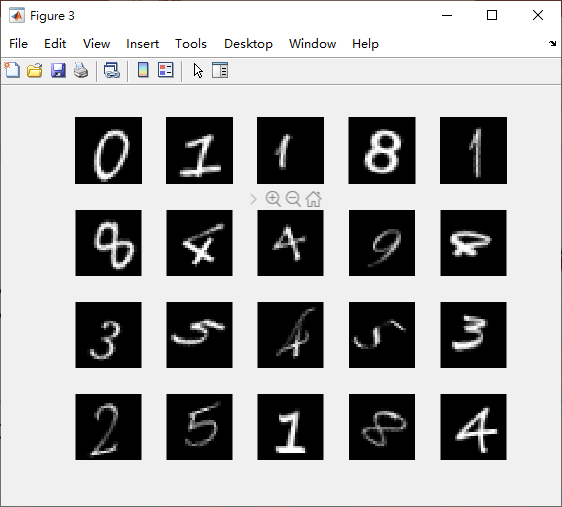 Figure 3
File Edit View Insert Tools Desktop Window Help
0 1 1 8 1
8 4 9
3 5 5 3
2 5 1 8 4